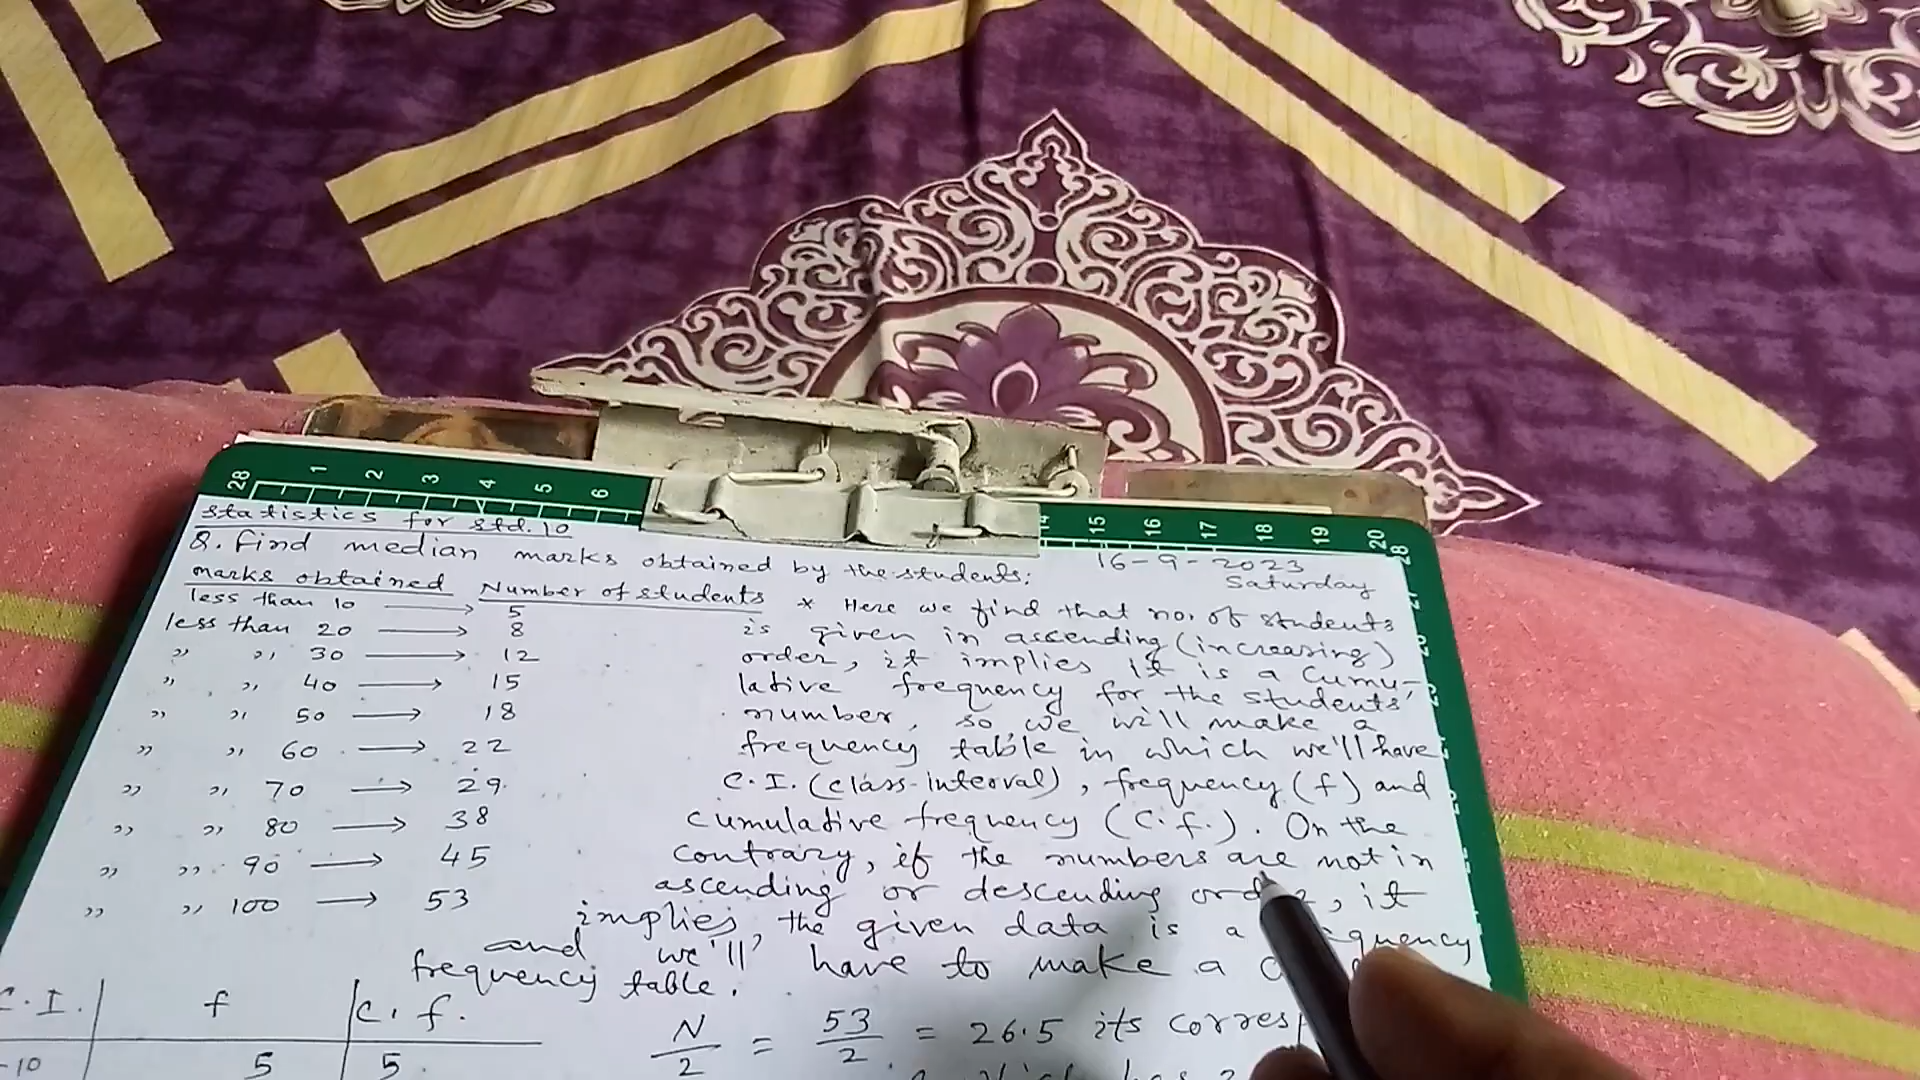 28 1 2 3 4 5 6 14 15 16 17 18 19 20 28
statistics for std. 10
16-9-2023
Saturday
Q. Find median marks obtained by the students:
marks obtained Number of students
less than 10 → 5
less than 20 → 8
" " 30 → 12
" " 40 → 15
" " 50 → 18
" " 60 → 22
" " 70 → 29
" " 80 → 38
" " 90 → 45
" " 100 → 53
* Here we find that no. of students
is given in ascending (increasing)
order, it implies it is a Cumu-
lative frequency for the students'
number, so we will make a
frequency table in which we'll have
C.I. (class-interval), frequency (f) and
cumulative frequency (C.f.). On the
contrary, if the numbers are not in
ascending or descending order, it
implies, the given data is a
and we'll have to make a
frequency table.
C.I. f C.f.
-10 5 5
N/2 = 53/2 = 26.5 its